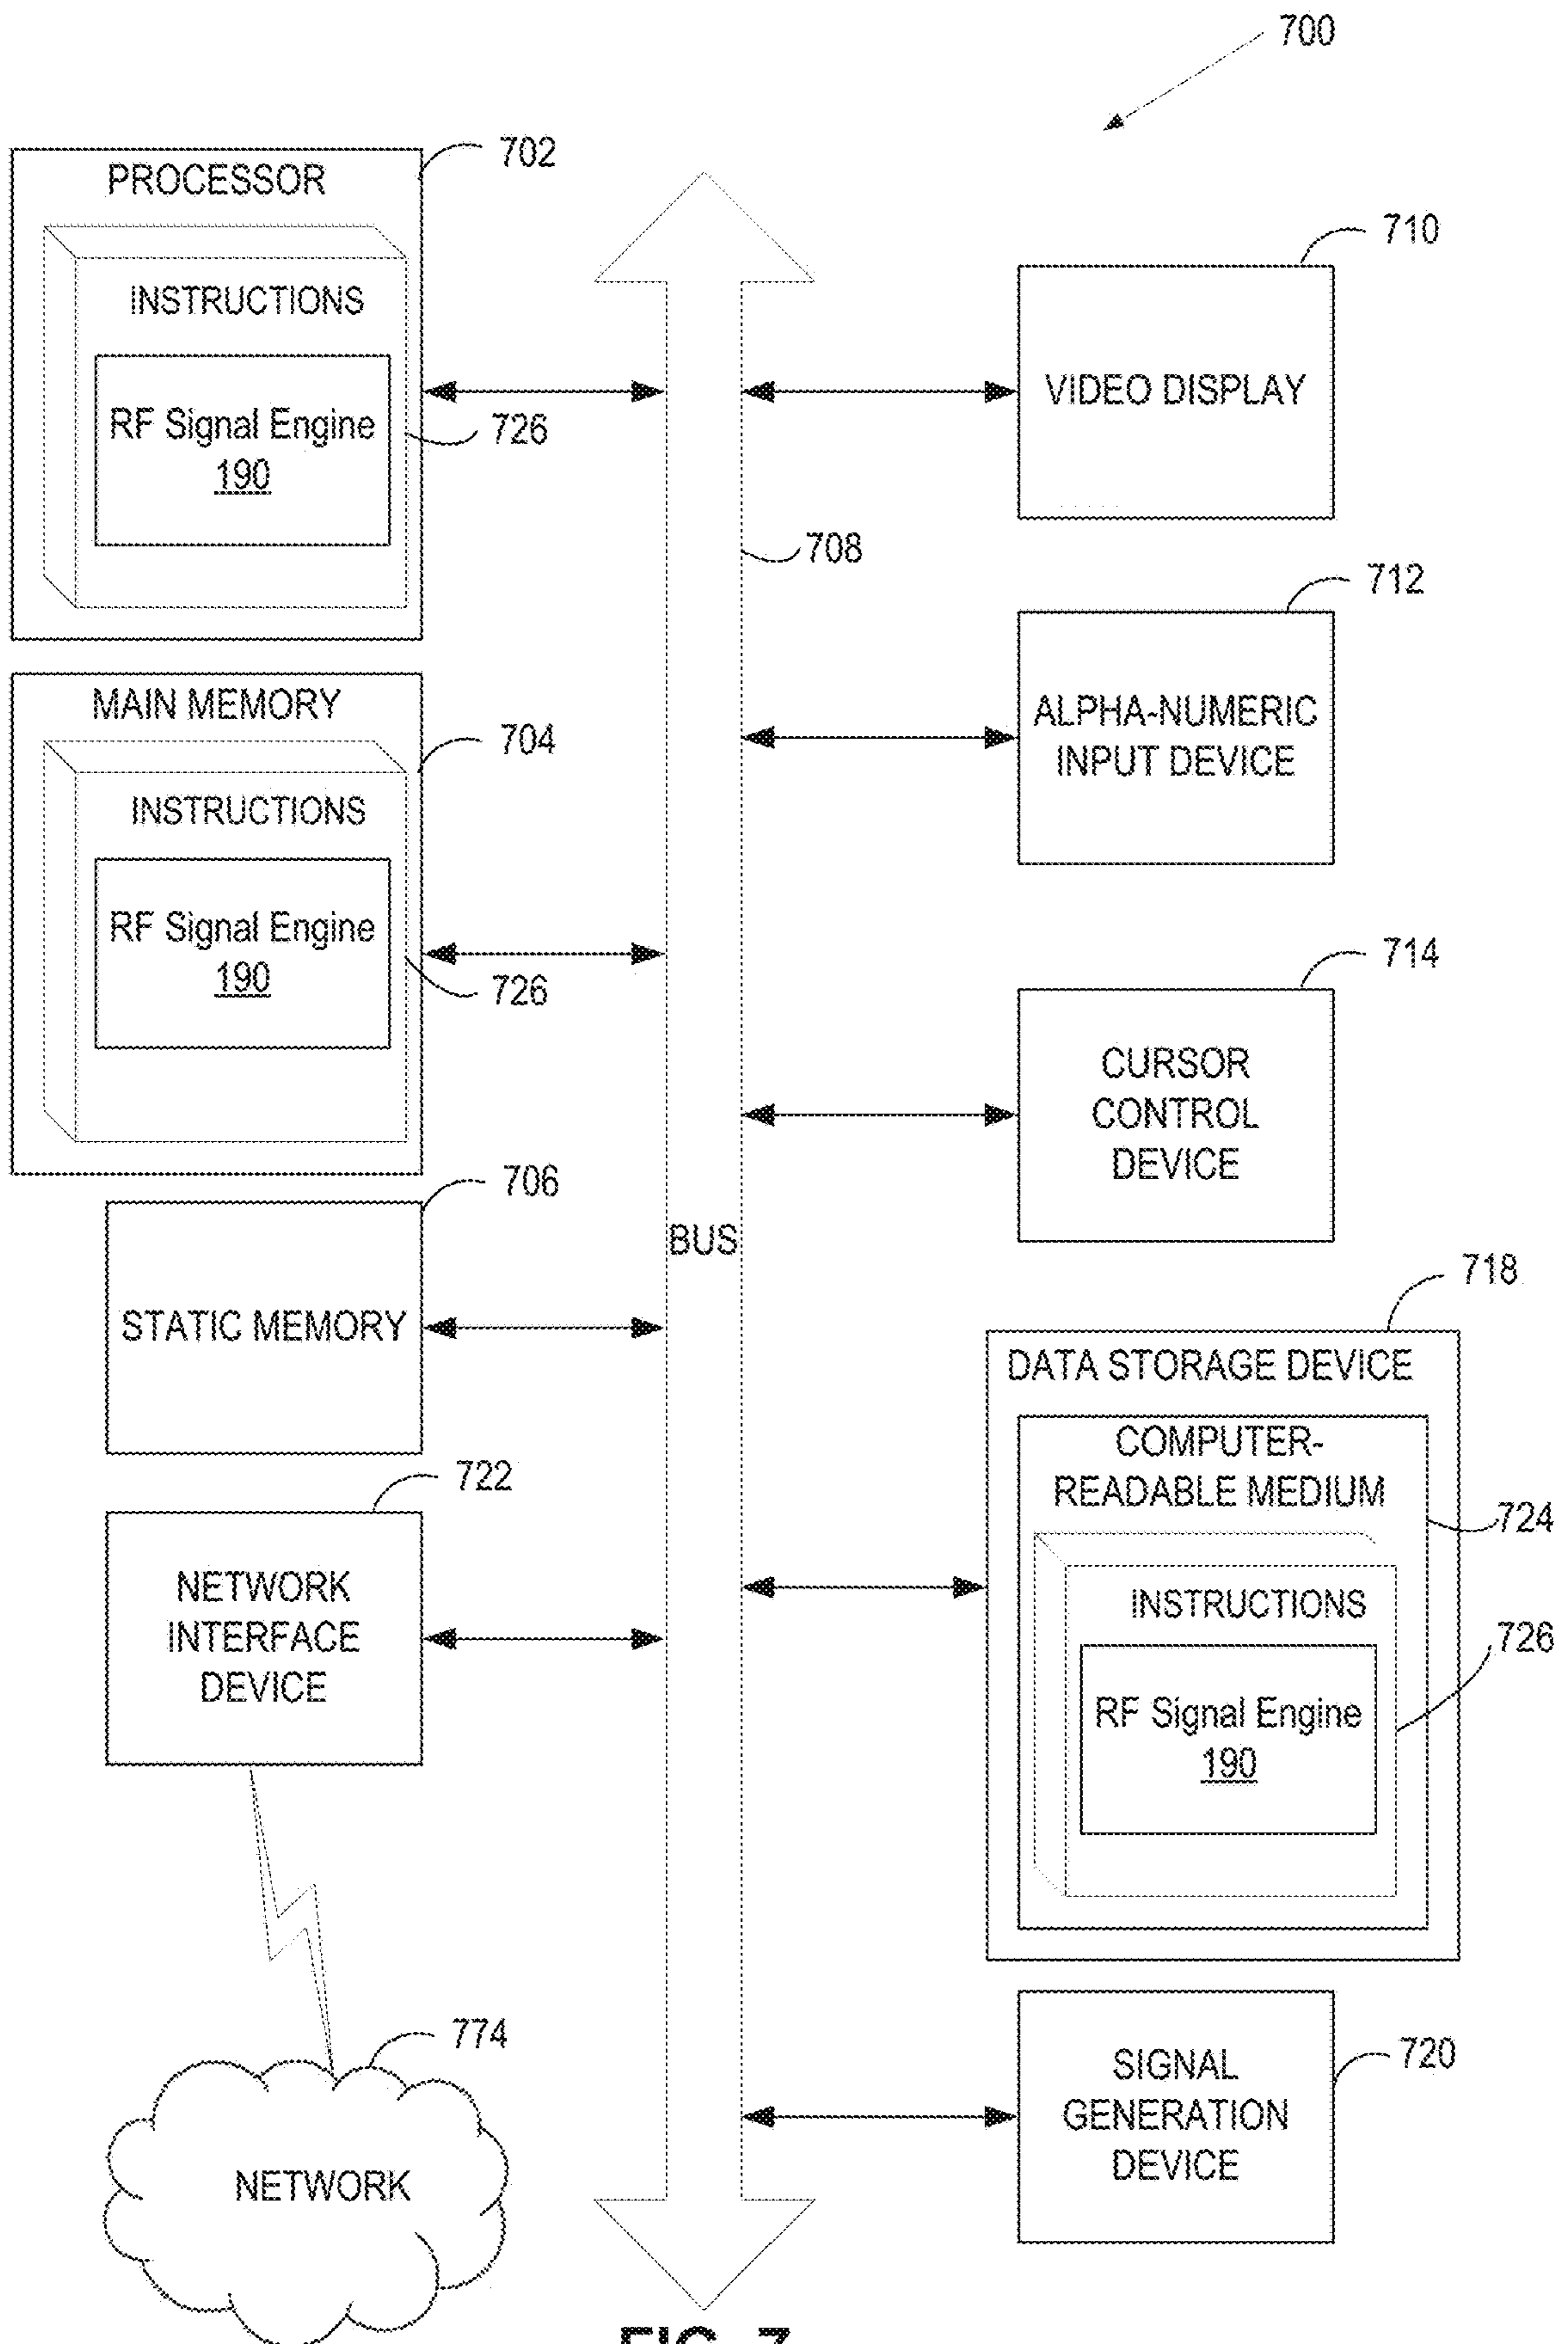 700
702
PROCESSOR
INSTRUCTIONS
RF Signal Engine
190
726
710
VIDEO DISPLAY
708
712
ALPHA-NUMERIC
INPUT DEVICE
MAIN MEMORY
704
INSTRUCTIONS
RF Signal Engine
190
726
714
CURSOR
CONTROL
DEVICE
706
STATIC MEMORY
BUS
718
DATA STORAGE DEVICE
COMPUTER-
READABLE MEDIUM
724
INSTRUCTIONS
726
RF Signal Engine
190
722
NETWORK
INTERFACE
DEVICE
774
NETWORK
720
SIGNAL
GENERATION
DEVICE
FIG. 7